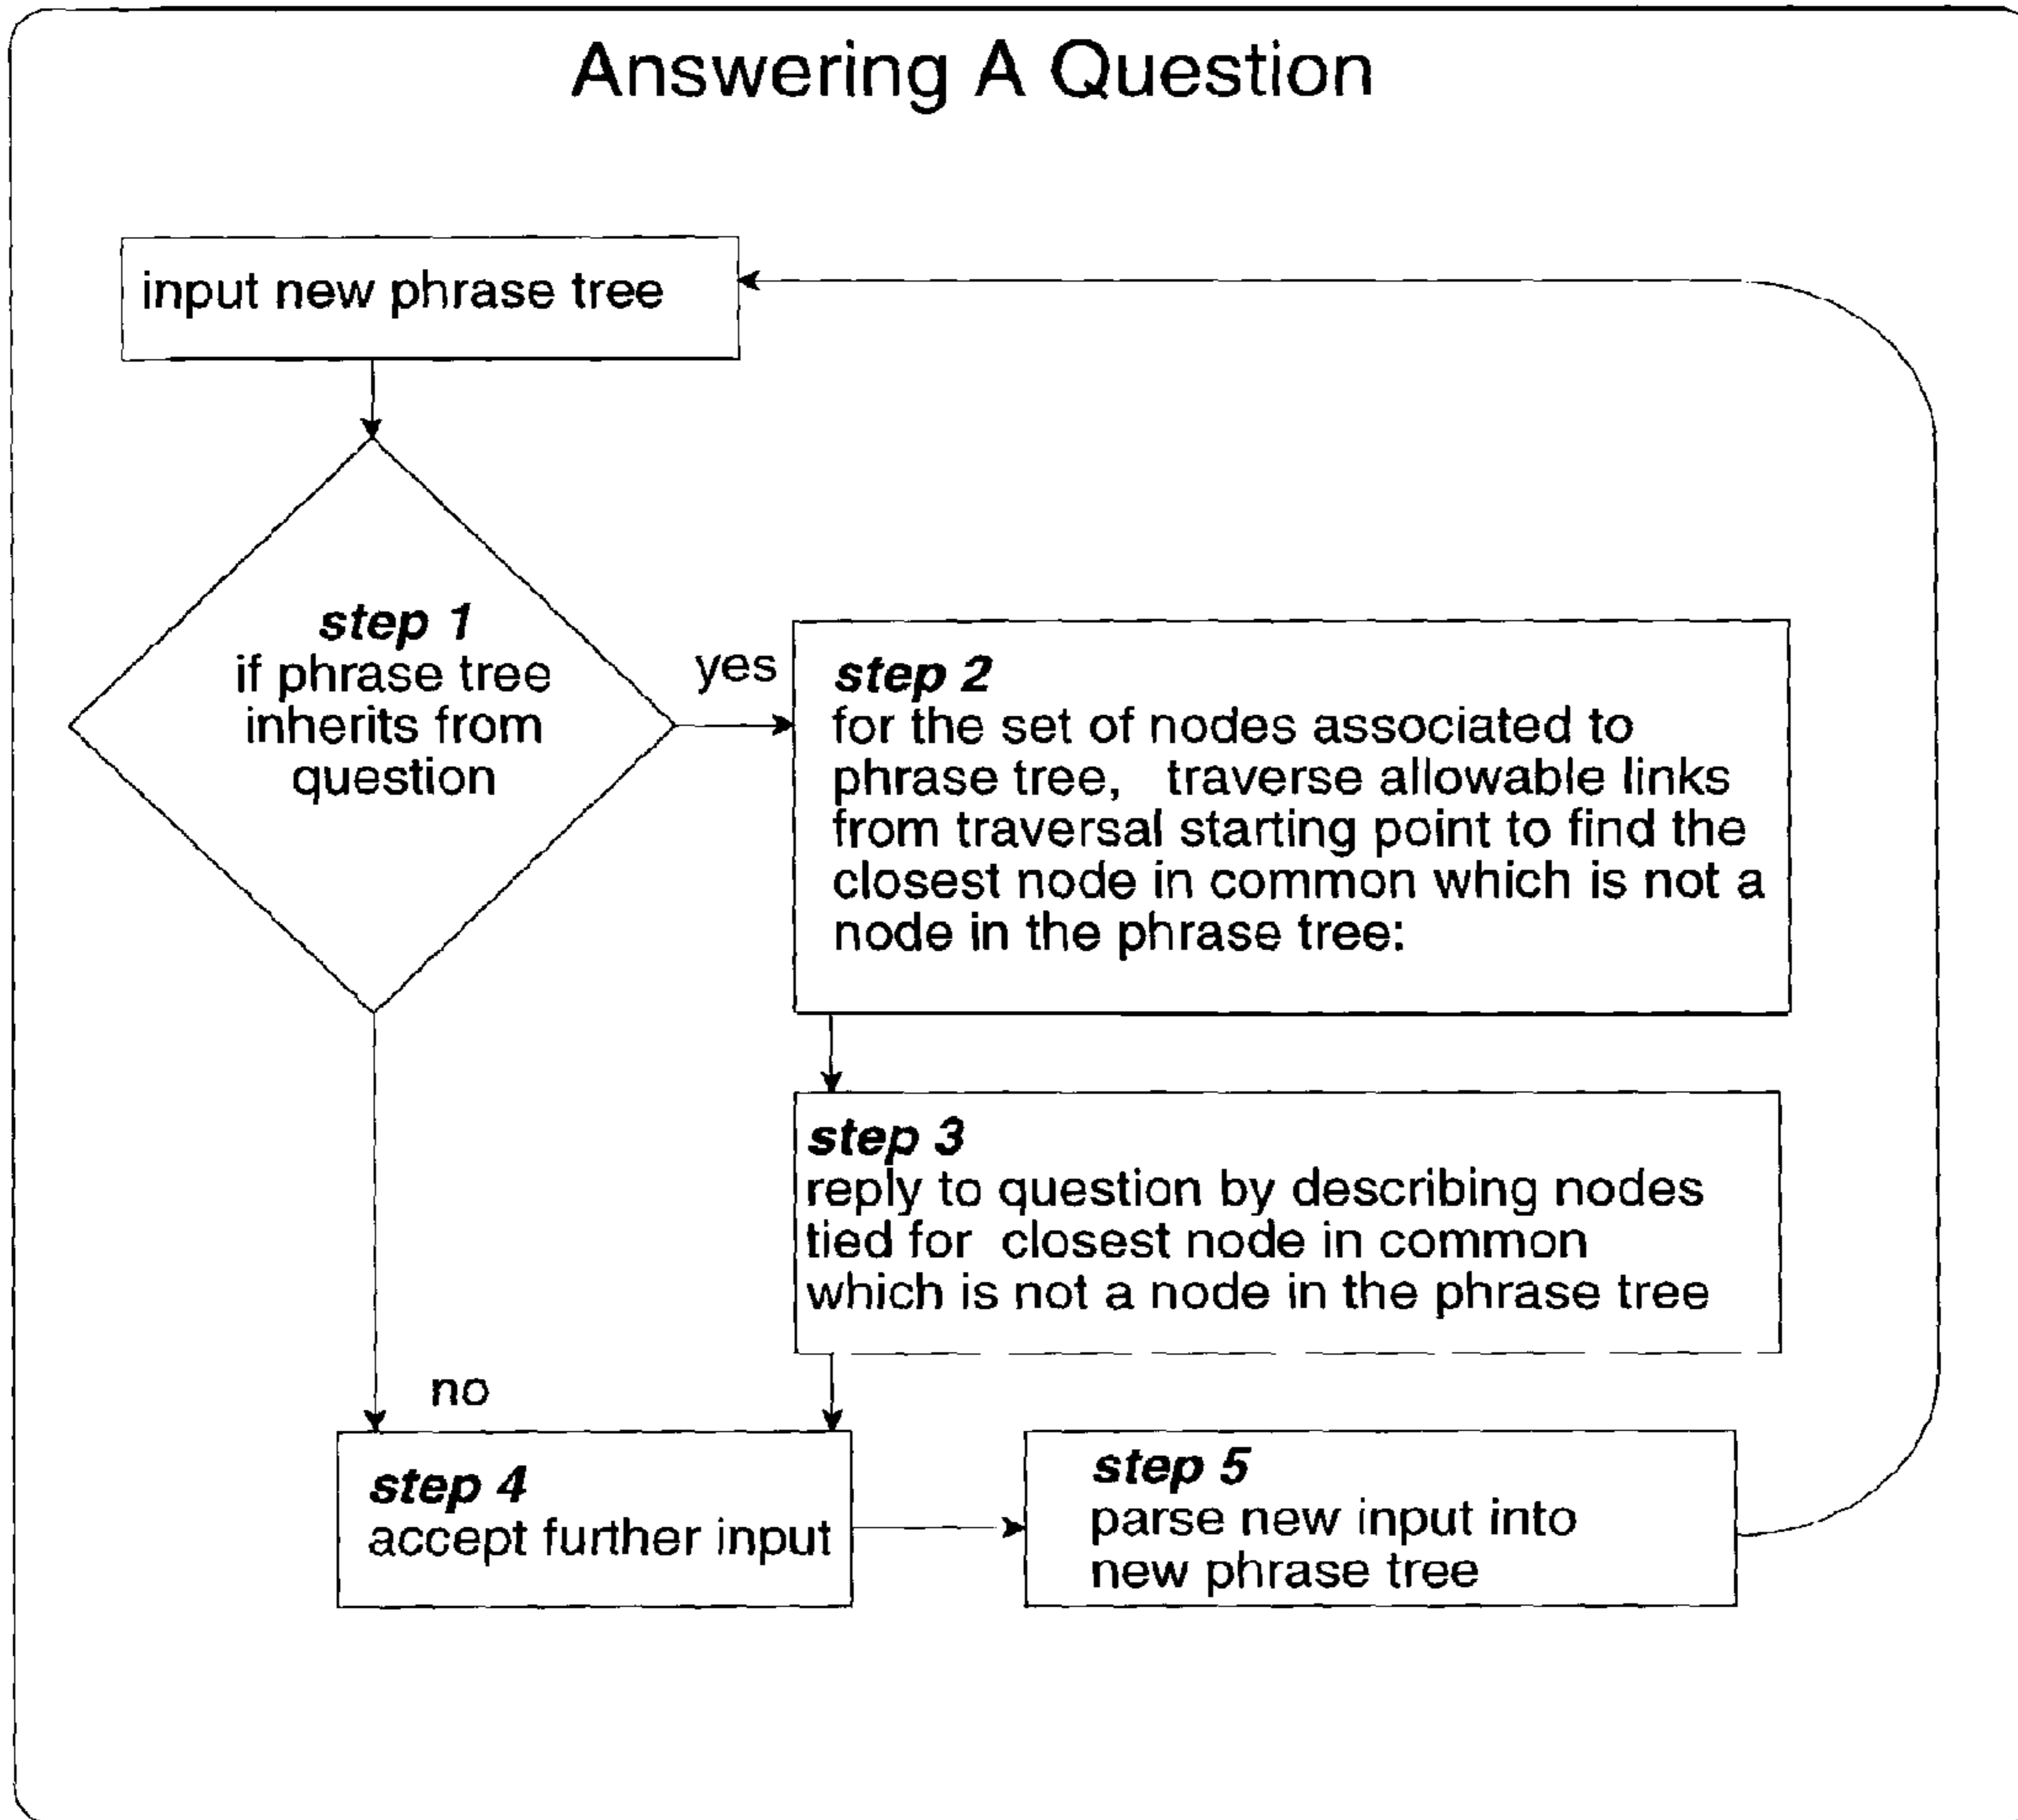 Answering A Question
input new phrase tree
step 1
if phrase tree
inherits from
question
yes
step 2
for the set of nodes associated to
phrase tree, traverse allowable links
from traversal starting point to find the
closest node in common which is not a
node in the phrase tree:
step 3
reply to question by describing nodes
tied for closest node in common
which is not a node in the phrase tree
no
step 4
accept further input
step 5
parse new input into
new phrase tree